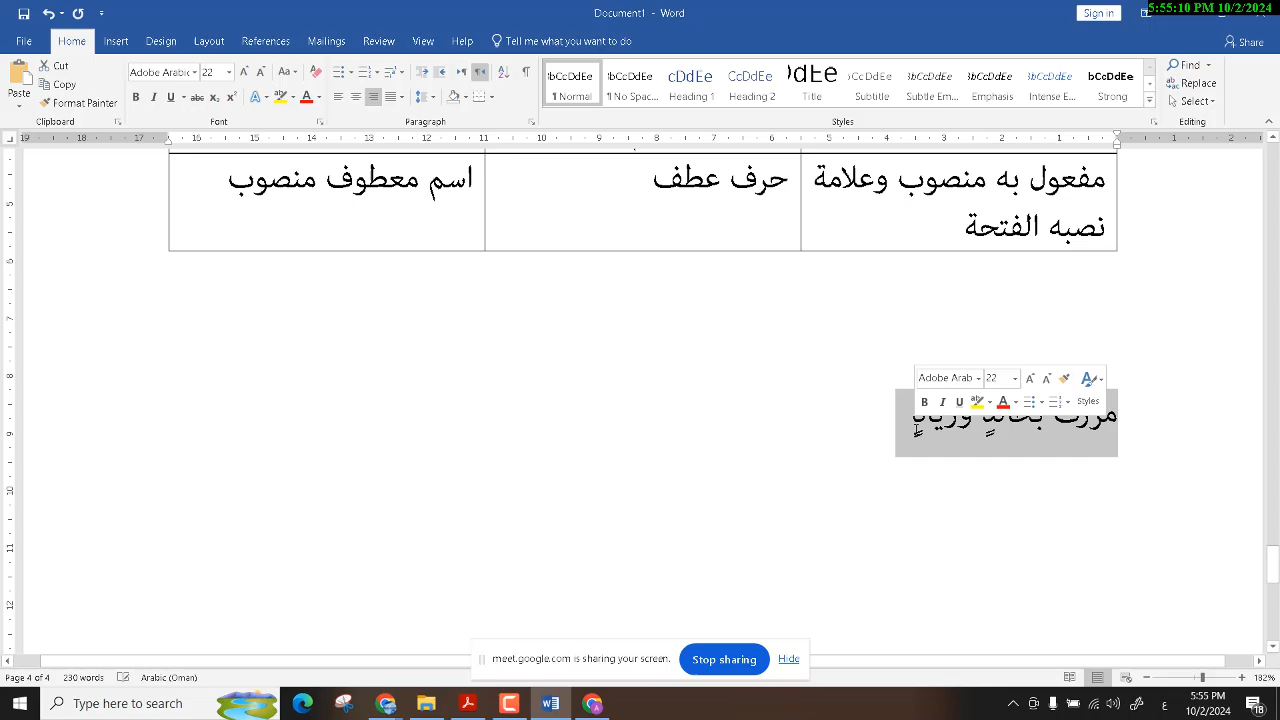 5:55:10 PM 10/2/2024
Document1 - Word
Sign in
File Home Insert Design Layout References Mailings Review View Help Tell me what you want to do
Share
Paste
Cut
Copy
Format Painter
Clipboard
Adobe Arabic 22
Font
Paragraph
¶ Normal
¶ No Spac...
Heading 1
Heading 2
Title
Subtitle
Subtle Em...
Emphasis
Intense E...
Strong
Styles
Find
Replace
Select
Editing
مفعول به منصوب وعلامة نصبه الفتحة
حرف عطف
اسم معطوف منصوب
Adobe Arab 22
Styles
مررت بخالدٍ وزيادٍ
meet.google.com is sharing your screen.
Stop sharing
Hide
Page 4 of 4
230 words
Arabic (Oman)
182%
Type here to search
5:55 PM
10/2/2024